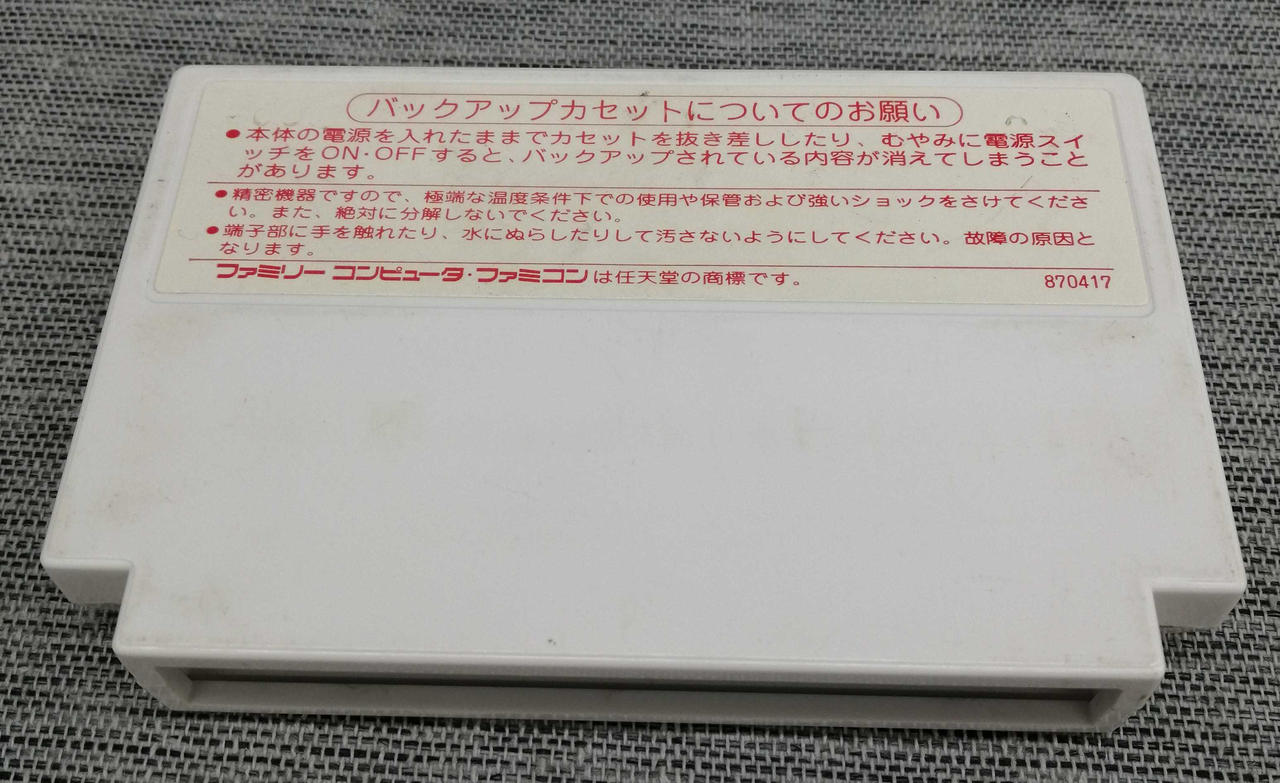 バックアップカセットについてのお願い
●本体の電源を入れたままでカセットを抜き差ししたり、むやみに電源スイ
ッチをON・OFFすると、バックアップされている内容が消えてしまうこと
があります。
●精密機器ですので、極端な温度条件下での使用や保管および強いショックをさけてくださ
い。また、絶対に分解しないでください。
●端子部に手を触れたり、水にぬらしたりして汚さないようにしてください。故障の原因と
なります。
ファミリー コンピュータ・ファミコンは任天堂の商標です。 870417